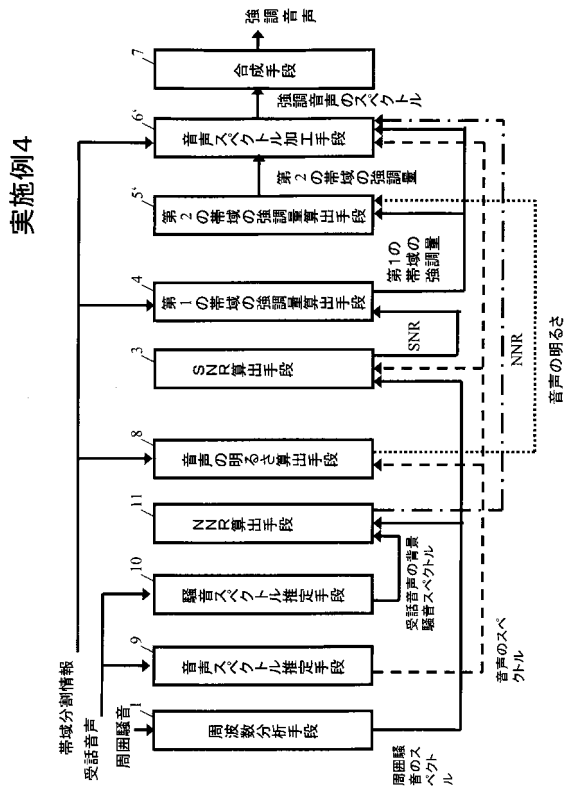 実施例4
帯域分割情報
受話音声
周囲騒音
1
周波数分析手段
周囲騒
音のスペ
クトル
9
音声スペクトル推定手段
音声のスペ
クトル
10
騒音スペクトル推定手段
受話音声の背景
騒音スペクトル
11
NNR算出手段
NNR
8
音声の明るさ算出手段
音声の明るさ
3
SNR算出手段
SNR
4
第1の帯域の強調量算出手段
第1の
帯域の
強調量
5'
第2の帯域の強調量算出手段
第2の帯域の強調量
6'
音声スペクトル加工手段
強調音声のスペクトル
7
合成手段
強調
音声